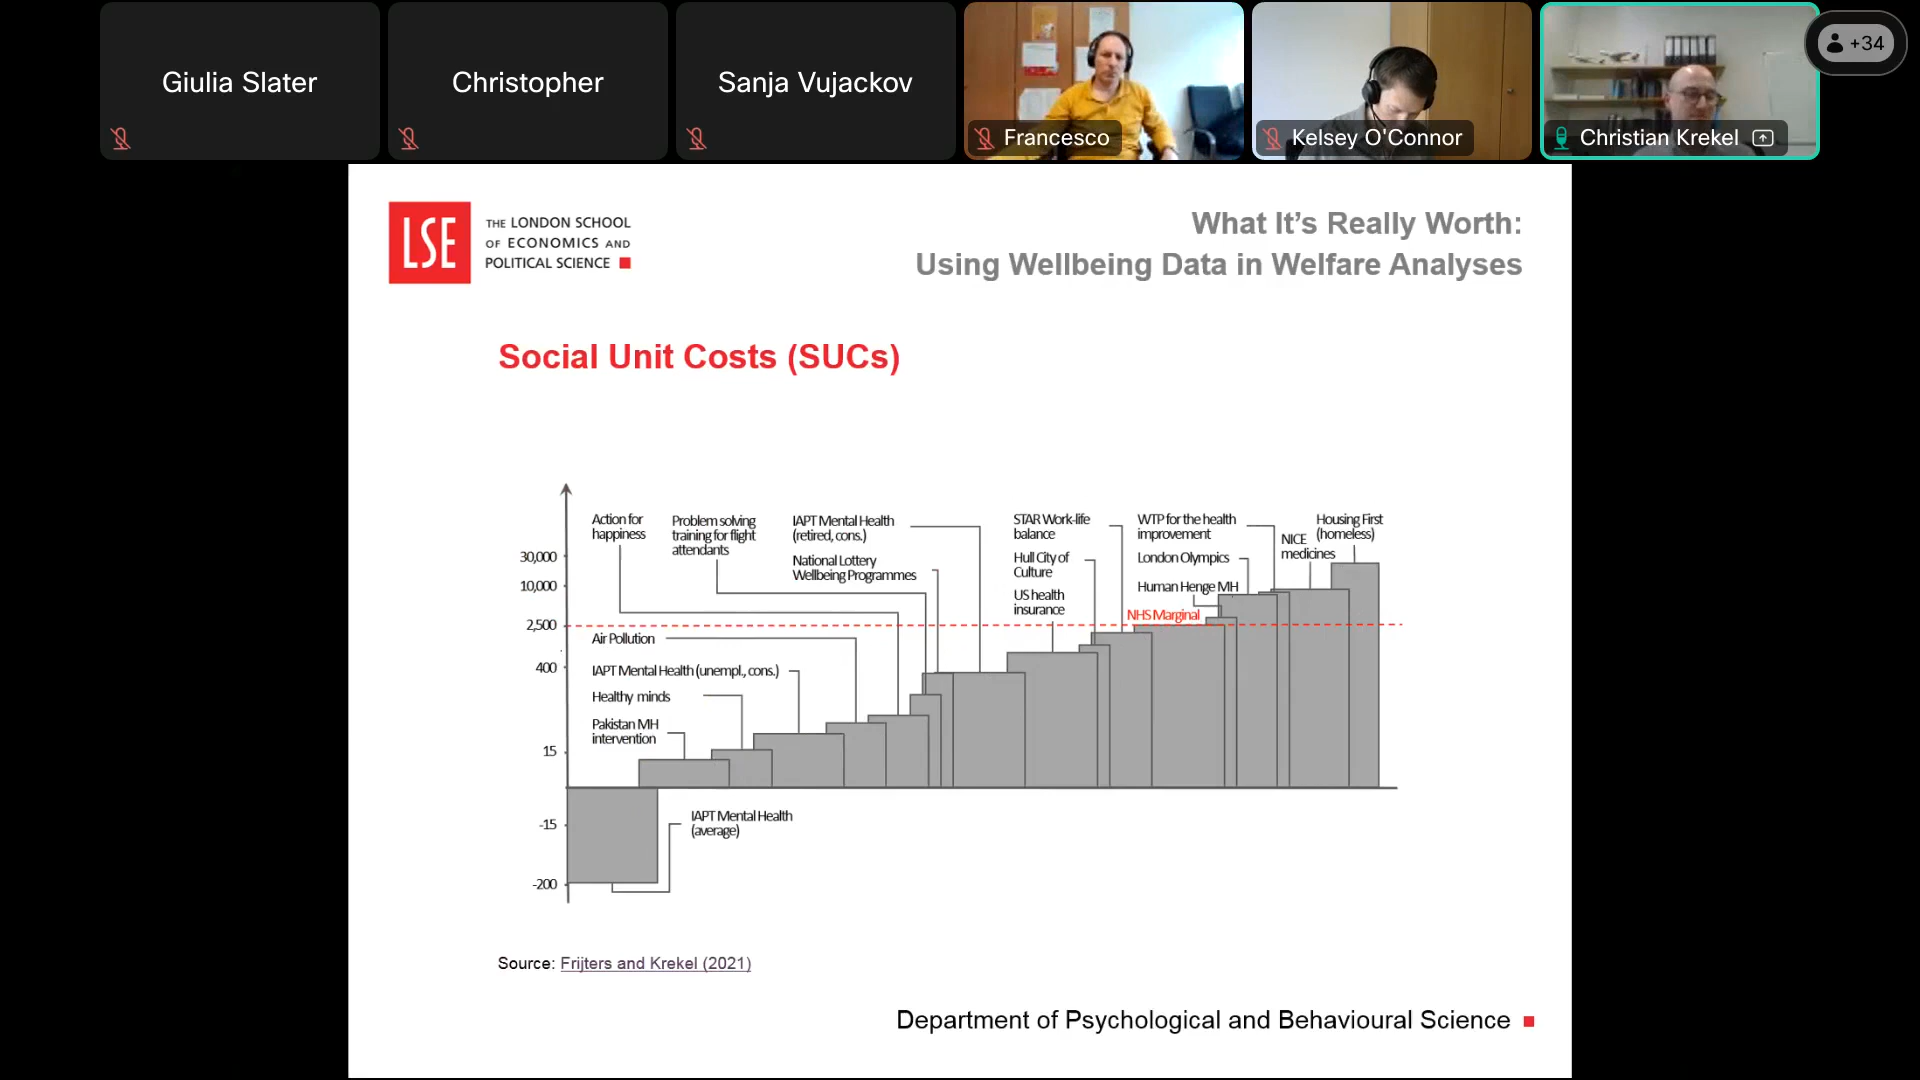 Giulia Slater
Christopher
Sanja Vujackov
Francesco
Kelsey O'Connor
Christian Krekel
+34
LSE
THE LONDON SCHOOL
OF ECONOMICS AND
POLITICAL SCIENCE
What It’s Really Worth:
Using Wellbeing Data in Welfare Analyses
Social Unit Costs (SUCs)
30,000
10,000
2,500
400
15
-15
-200
Action for
happiness
Problem solving
training for flight
attendants
IAPT Mental Health
(retired, cons.)
National Lottery
Wellbeing Programmes
STAR Work-life
balance
Hull City of
Culture
US health
insurance
WTP for the health
improvement
London Olympics
Human Henge MH
NHS Marginal
NICE
medicines
Housing First
(homeless)
Air Pollution
IAPT Mental Health (unempl., cons.)
Healthy minds
Pakistan MH
intervention
IAPT Mental Health
(average)
Source: Frijters and Krekel (2021)
Department of Psychological and Behavioural Science